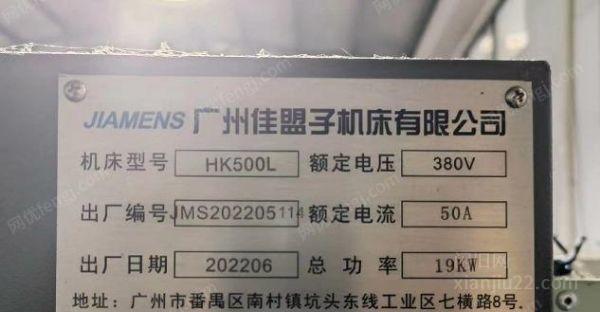 JIAMENS 广州佳盟子机床有限公司
机床型号 HK500L 额定电压 380V
出厂编号 JMS202205114 额定电流 50A
出厂日期 202206 总功率 19KW
地址：广州市番禺区南村镇坑头东线工业区七横路8号
xianjiu22.com